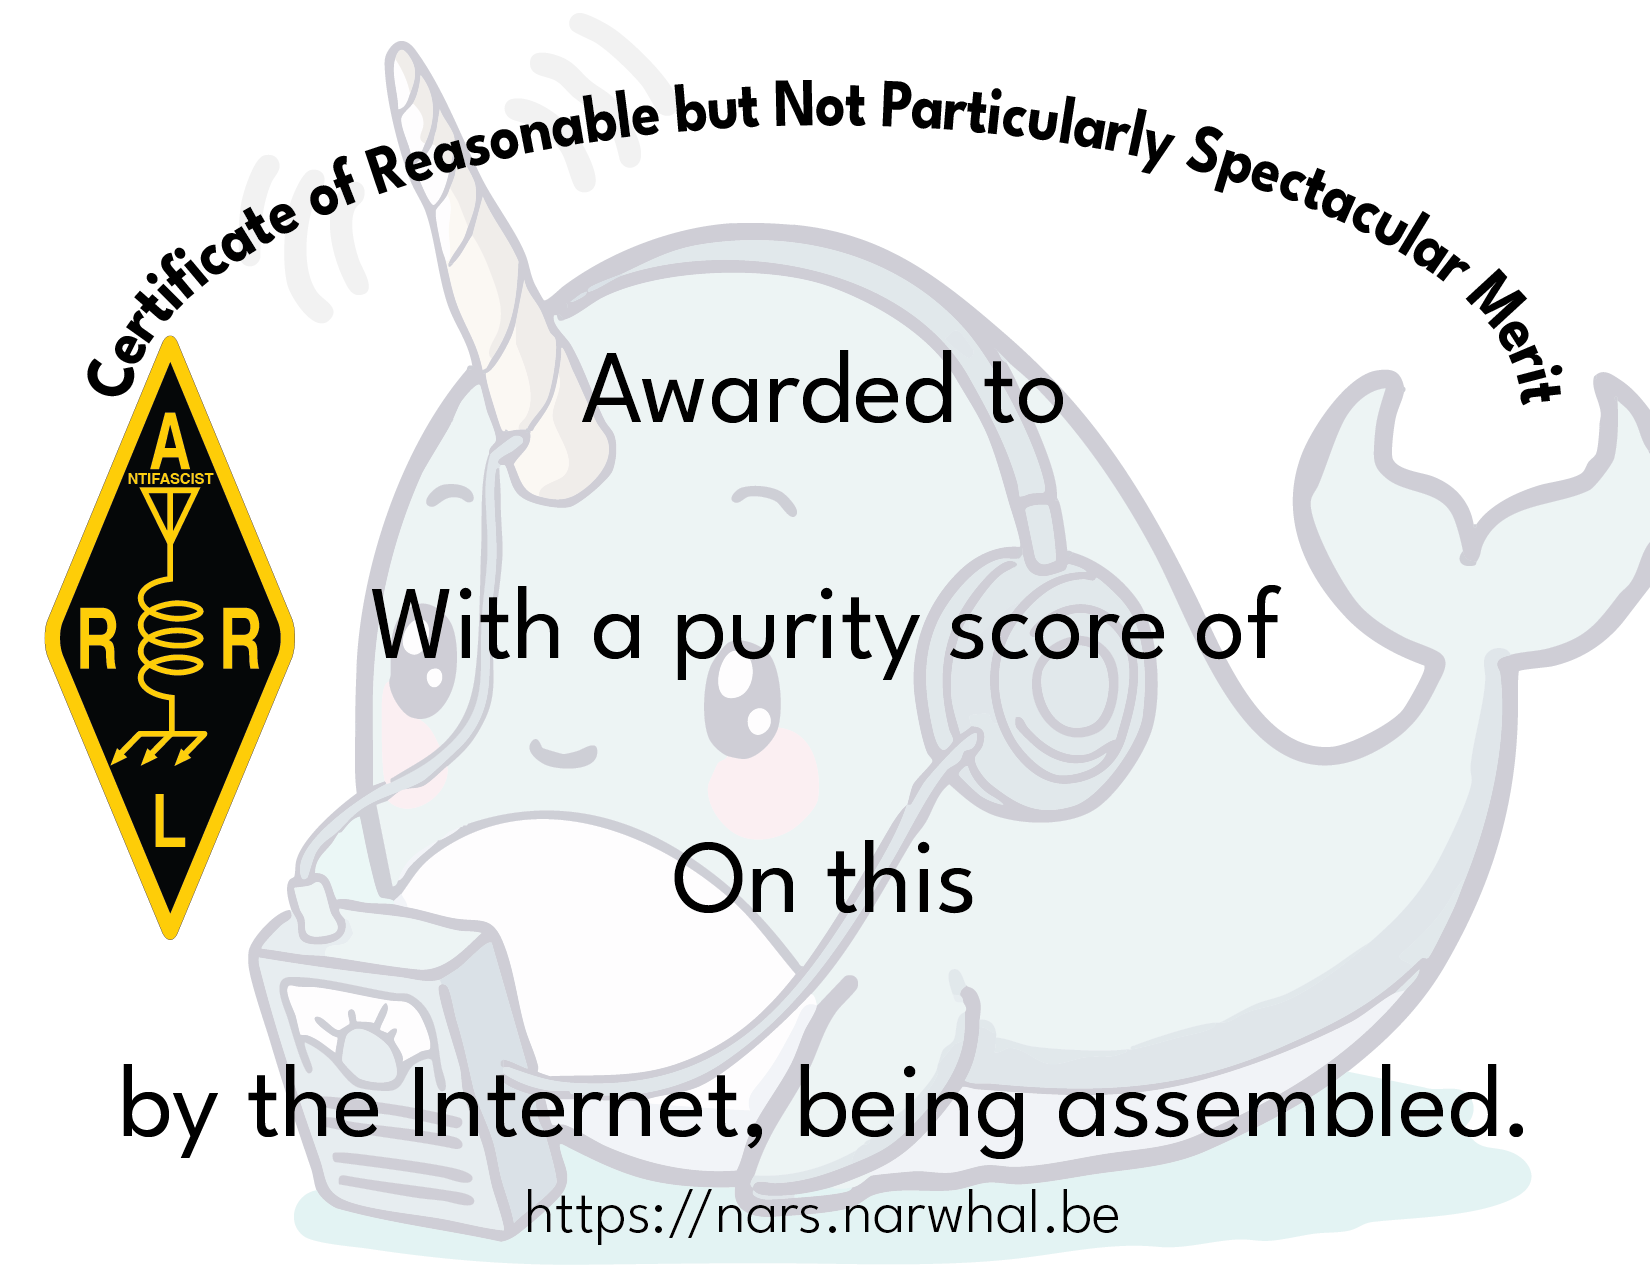 Certificate of Reasonable but Not Particularly Spectacular Merit
A
NTIFASCIST
R R
L
Awarded to
With a purity score of
On this
by the Internet, being assembled.
https://nars.narwhal.be